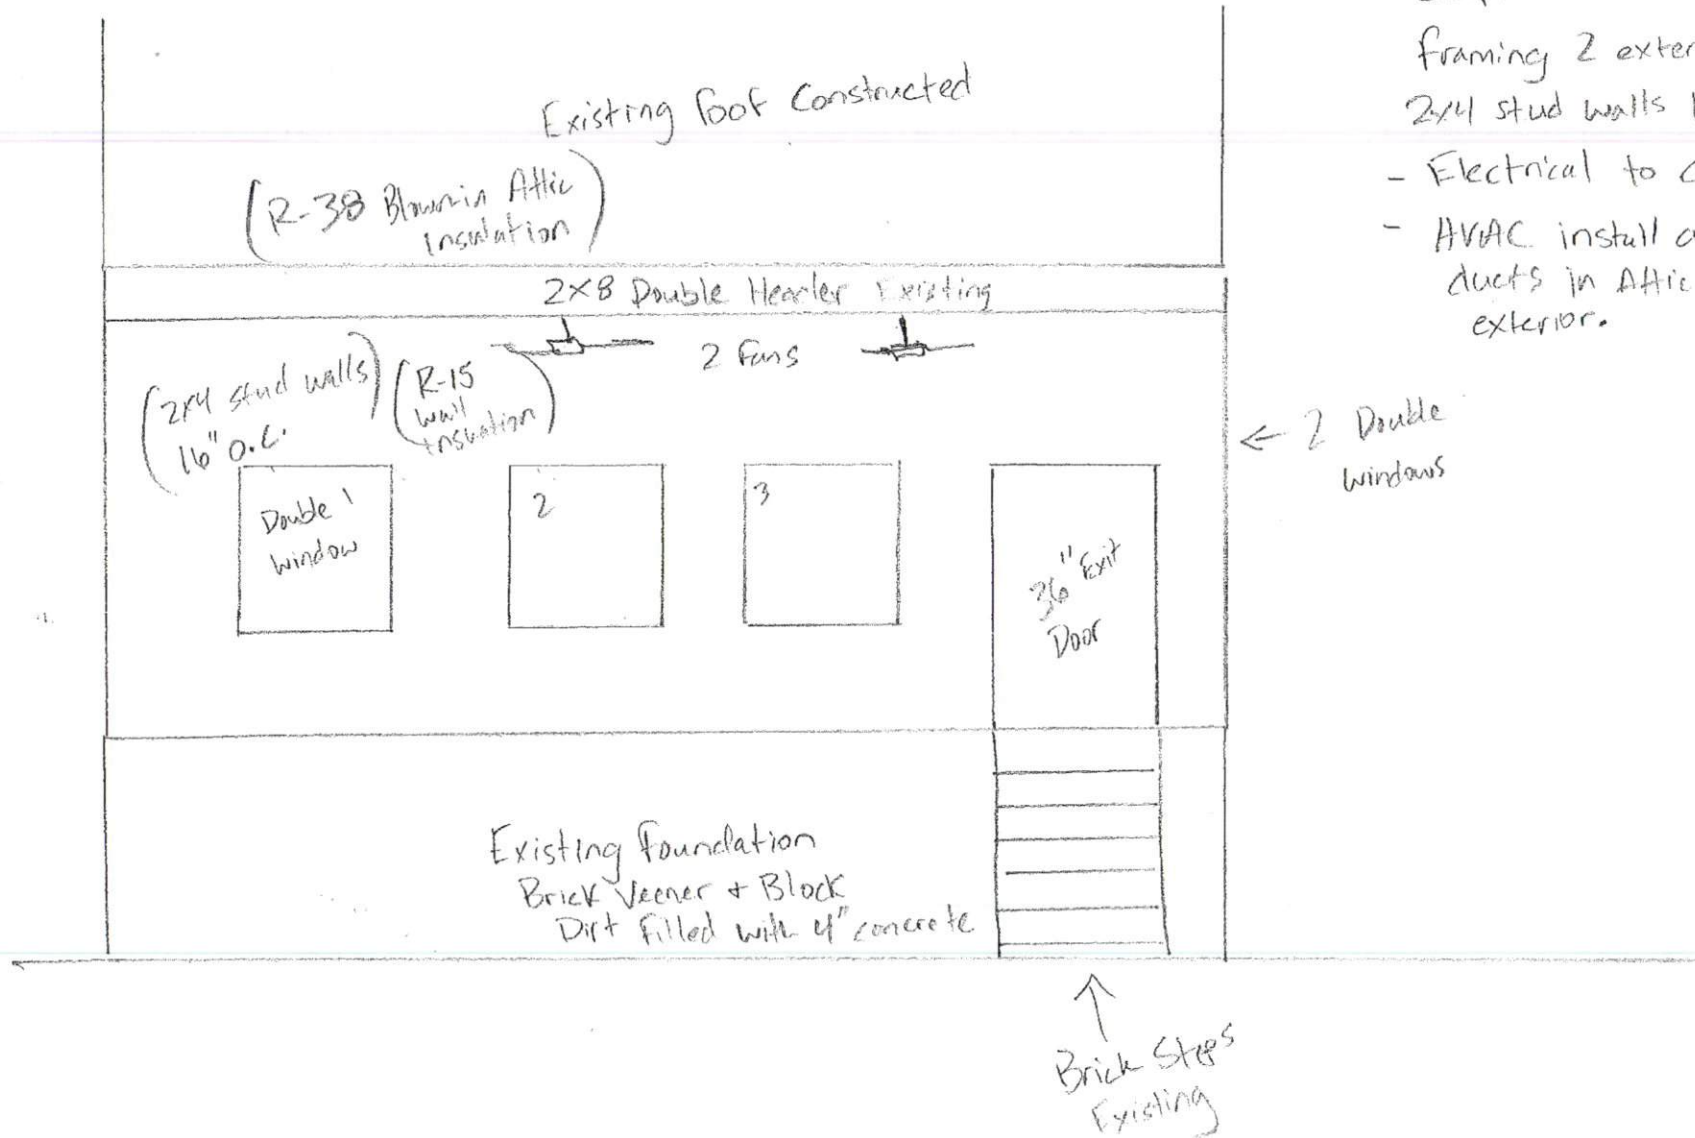 Existing Roof Constructed
(R-38 Blown-in Attic
Insulation)
2x8 Double Header Existing
2 Fans
(2x4 stud walls)
16" O.C.
(R-15
Wall
Insuation)
Double 1
Window
2
3
36" Exit
Door
Existing Foundation
Brick Veener + Block
Dirt Filled with 4" concrete
Brick Steps
Existing
← 2 Double
windows
framing 2 exter
2x4 stud walls
- Electrical to
- HVAC install
ducts in Attic
exterior.